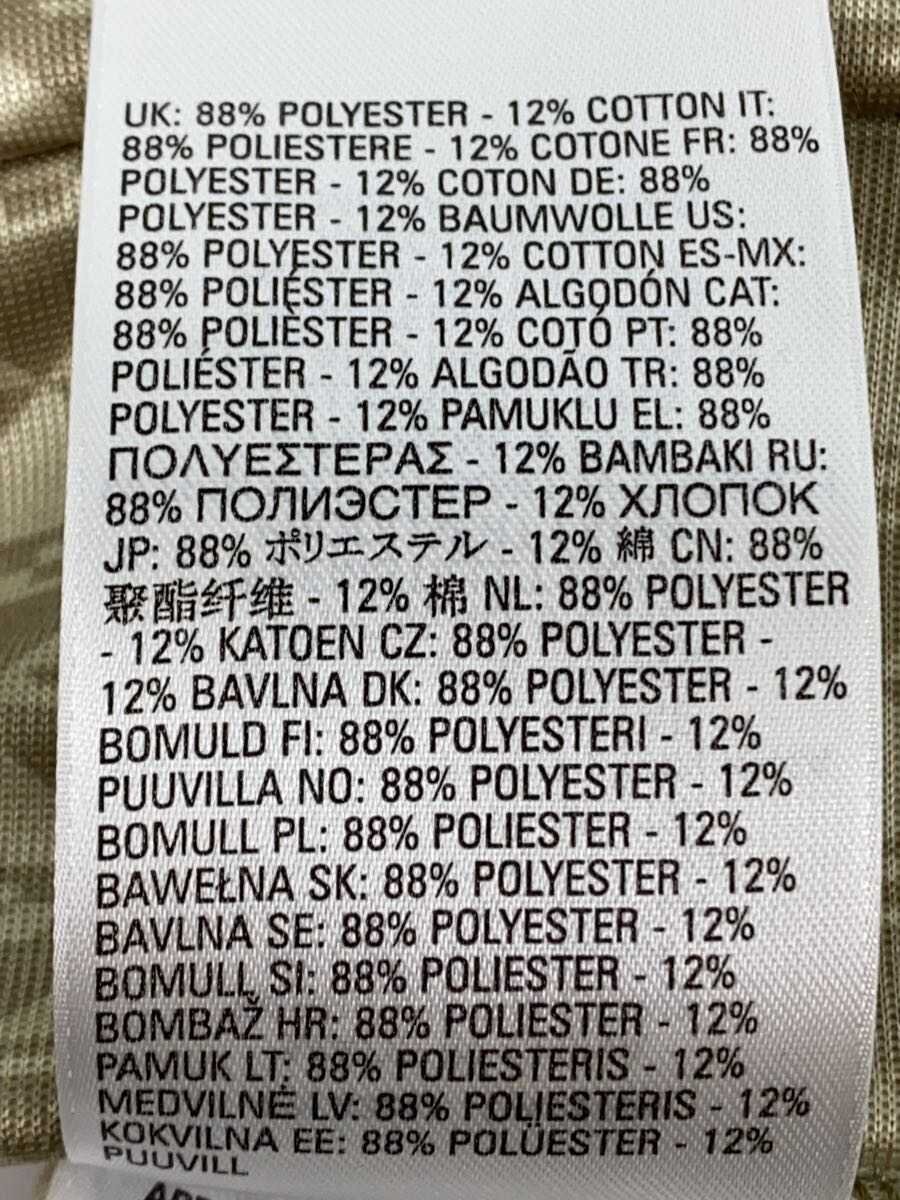 UK: 88% POLYESTER - 12% COTTON IT:
88% POLIESTERE - 12% COTONE FR: 88%
POLYESTER - 12% COTON DE: 88%
POLYESTER - 12% BAUMWOLLE US:
88% POLYESTER - 12% COTTON ES-MX:
88% POLIÉSTER - 12% ALGODÓN CAT:
88% POLIÈSTER - 12% COTÓ PT: 88%
POLIÉSTER - 12% ALGODÃO TR: 88%
POLYESTER - 12% PAMUKLU EL: 88%
ΠΟΛΥΕΣΤΕΡΑΣ - 12% ΒΑΜΒΑΚΙ RU:
88% ПОЛИЭСТЕР - 12% ХЛОПОК
JP: 88% ポリエステル - 12% 綿 CN: 88%
聚酯纤维 - 12% 棉 NL: 88% POLYESTER
- 12% KATOEN CZ: 88% POLYESTER -
12% BAVLNA DK: 88% POLYESTER - 12%
BOMULD FI: 88% POLYESTERI - 12%
PUUVILLA NO: 88% POLYESTER - 12%
BOMULL PL: 88% POLIESTER - 12%
BAWEŁNA SK: 88% POLYESTER - 12%
BAVLNA SE: 88% POLYESTER - 12%
BOMULL SI: 88% POLIESTER - 12%
BOMBAŽ HR: 88% POLIESTER - 12%
PAMUK LT: 88% POLIESTERIS - 12%
MEDVILNĖ LV: 88% POLIESTERIS - 12%
KOKVILNA EE: 88% POLÜESTER - 12%
PUUVILL